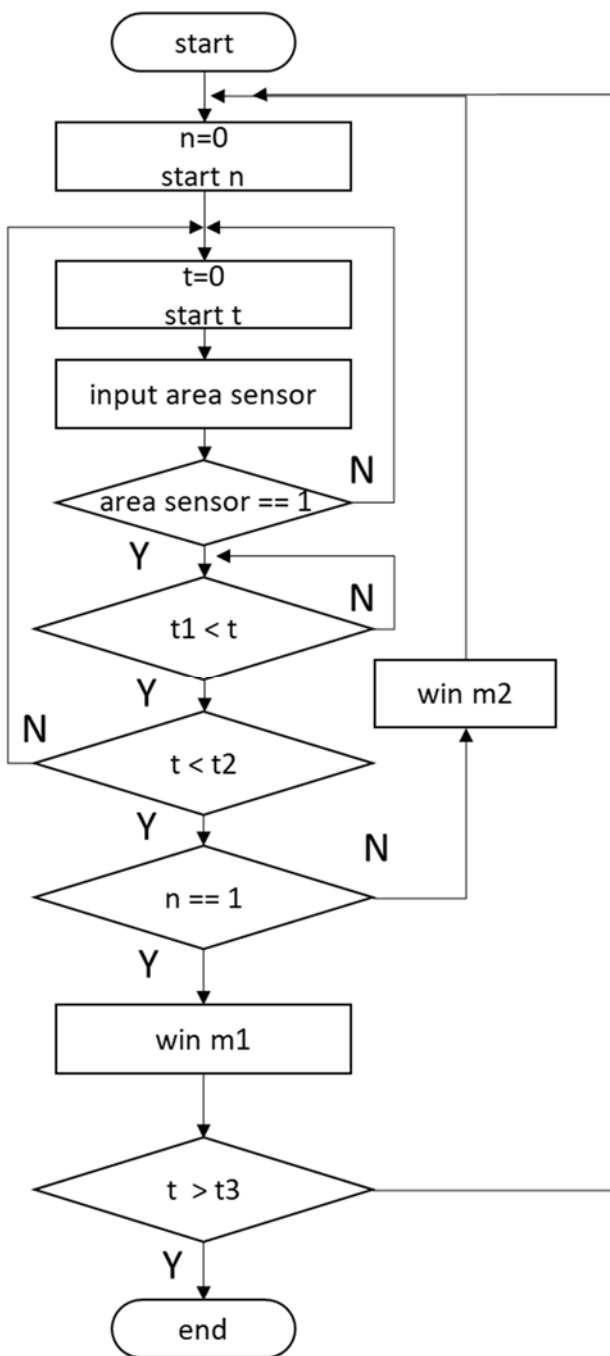 start
n=0
start n
t=0
start t
input area sensor
N
area sensor == 1
Y
N
t1 < t
Y
win m2
N
t < t2
Y
N
n == 1
Y
win m1
t > t3
Y
end